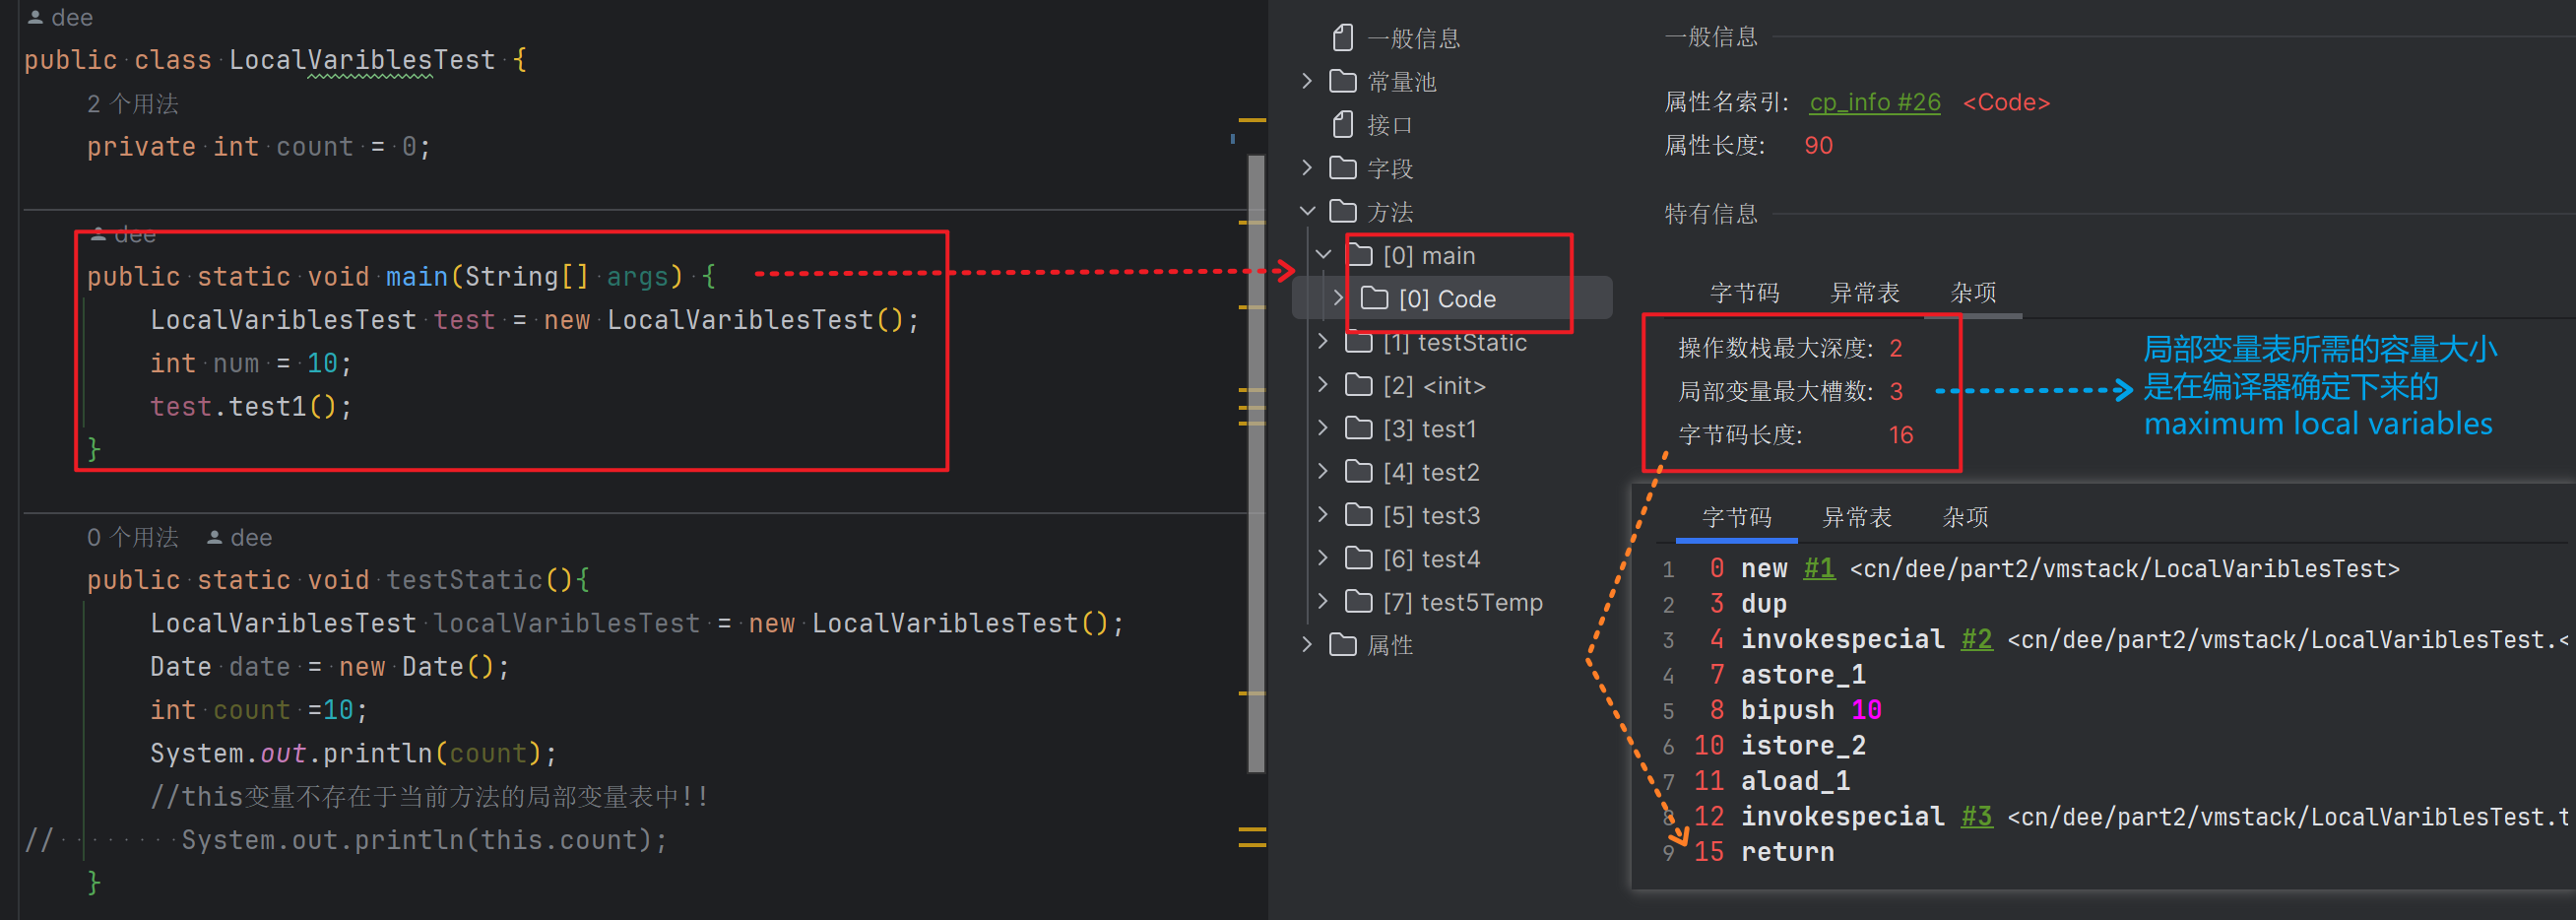 dee
public class LocalVariblesTest {
2 个用法
private int count = 0;
dee
public static void main(String[] args) {
LocalVariblesTest test = new LocalVariblesTest();
int num = 10;
test.test1();
}
0 个用法 dee
public static void testStatic(){
LocalVariblesTest localVariblesTest = new LocalVariblesTest();
Date date = new Date();
int count =10;
System.out.println(count);
//this变量不存在于当前方法的局部变量表中!!
// System.out.println(this.count);
}
一般信息
常量池
接口
字段
方法
[0] main
[0] Code
[1] testStatic
[2] <init>
[3] test1
[4] test2
[5] test3
[6] test4
[7] test5Temp
属性
一般信息
属性名索引: cp_info #26 <Code>
属性长度: 90
特有信息
字节码 异常表 杂项
操作数栈最大深度: 2
局部变量最大槽数: 3
字节码长度: 16
局部变量表所需的容量大小
是在编译器确定下来的
maximum local variables
字节码 异常表 杂项
1 0 new #1 <cn/dee/part2/vmstack/LocalVariblesTest>
2 3 dup
3 4 invokespecial #2 <cn/dee/part2/vmstack/LocalVariblesTest.<
4 7 astore_1
5 8 bipush 10
6 10 istore_2
7 11 aload_1
8 12 invokespecial #3 <cn/dee/part2/vmstack/LocalVariblesTest.t
9 15 return